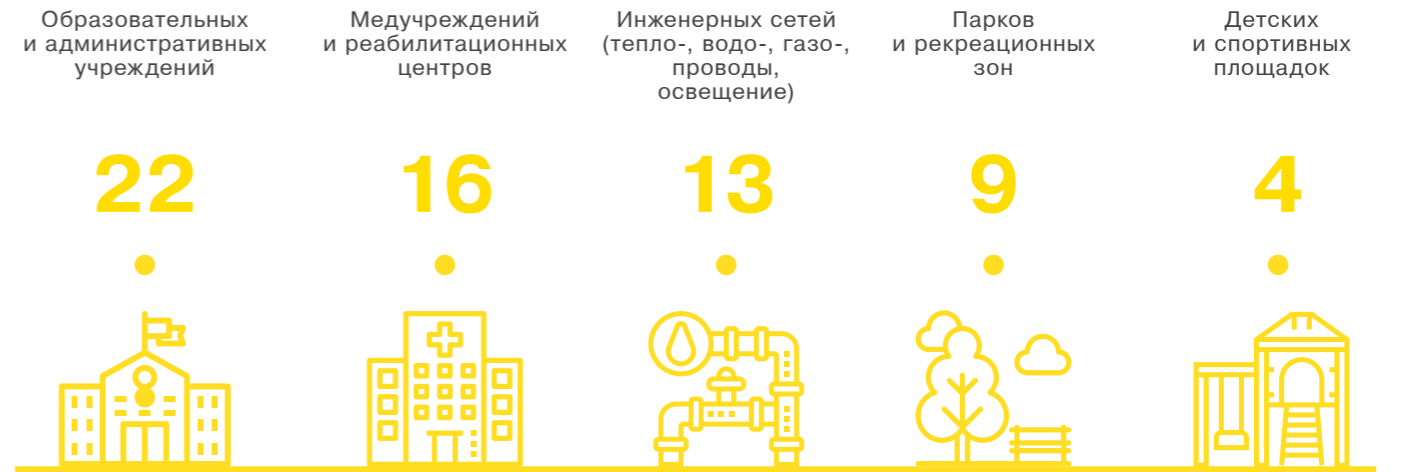 Образовательных
и административных
учреждений
22
Медучреждений
и реабилитационных
центров
16
Инженерных сетей
(тепло-, водо-, газо-,
проводы,
освещение)
13
Парков
и рекреационных
зон
9
Детских
и спортивных
площадок
4